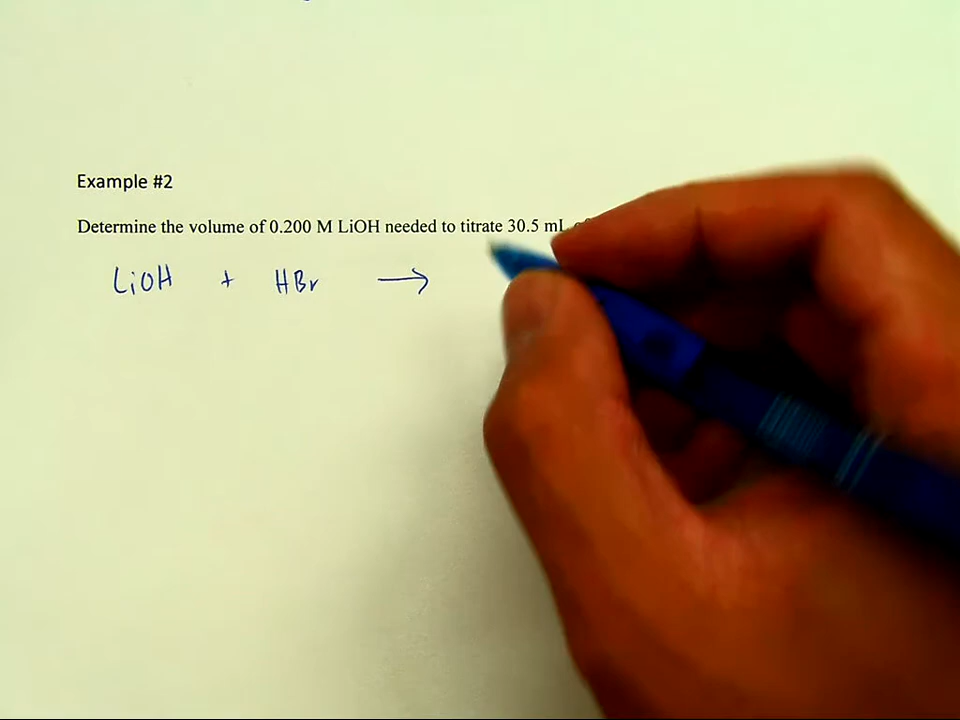 Example #2
Determine the volume of 0.200 M LiOH needed to titrate 30.5 mL
LiOH + HBr →